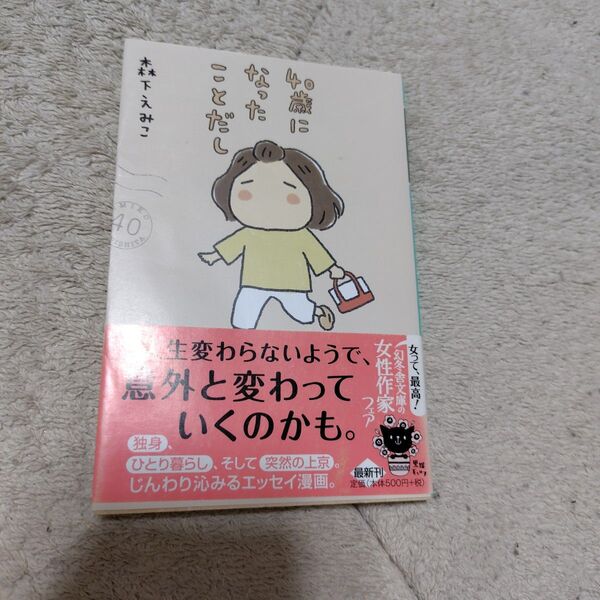 40歳に
なった
ことだし
森下えみこ
EMIKO
40
MORISHITA
生変わらないようで、
意外と変わって
いくのかも。
独身、
ひとり暮らし、そして 突然の上京。
じんわり沁みるエッセイ漫画。
女って、最高!
幻冬舎文庫の
女性作家
フェア
最新刊
定価(本体500円+税)